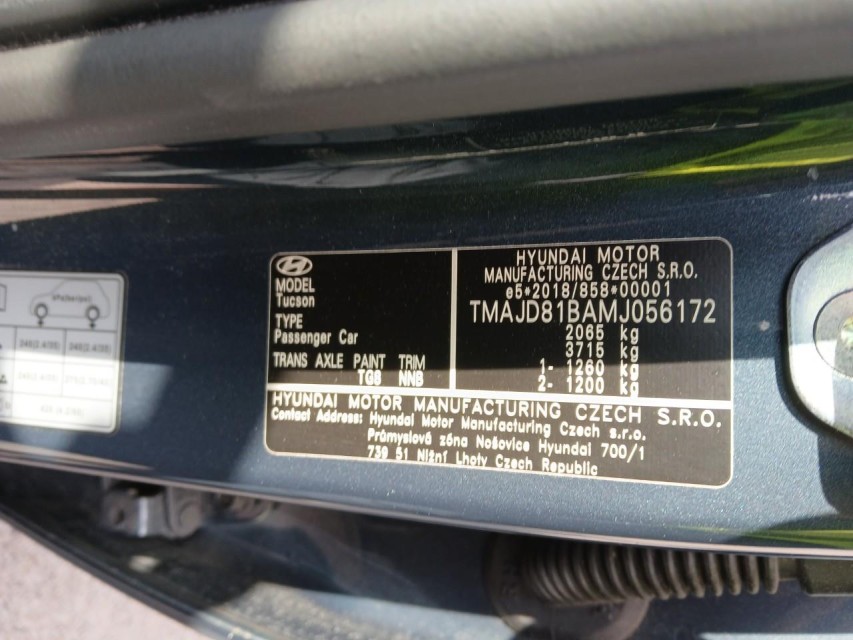 MODEL
Tucson
TYPE
Passenger Car
TRANS AXLE PAINT TRIM
TG8 NNB
HYUNDAI MOTOR
MANUFACTURING CZECH S.R.O.
e5*2018/858*00001
TMAJD81BAMJ056172
2065 kg
3715 kg
1- 1260 kg
2- 1200 kg
HYUNDAI MOTOR MANUFACTURING CZECH S.R.O.
Contact Address: Hyundai Motor Manufacturing Czech s.r.o.
Průmyslová zóna Nošovice Hyundai 700/1
739 51 Nižní Lhoty Czech Republic